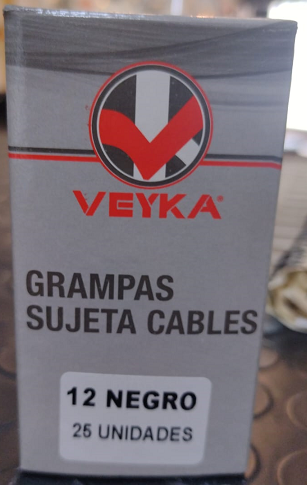 VEYKA
GRAMPAS
SUJETA CABLES
12 NEGRO
25 UNIDADES